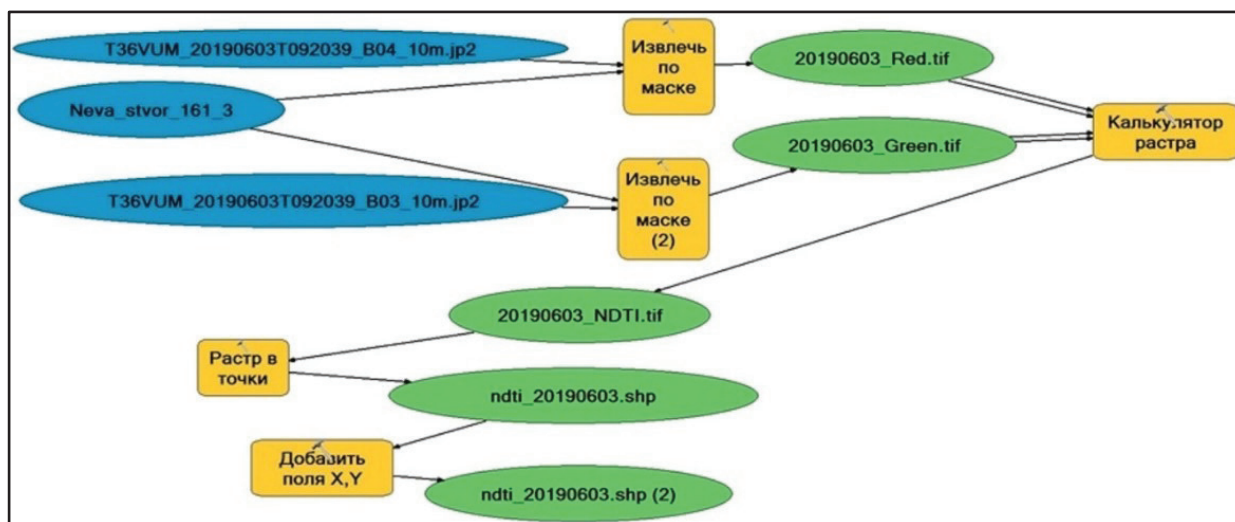 T36VUM_20190603T092039_B04_10m.jp2
Извлечь
по
маске
20190603_Red.tif
Neva_stvor_161_3
Калькулятор
растра
20190603_Green.tif
T36VUM_20190603T092039_B03_10m.jp2
Извлечь
по
маске
(2)
20190603_NDTI.tif
Растр в
точки
ndti_20190603.shp
Добавить
поля X,Y
ndti_20190603.shp (2)